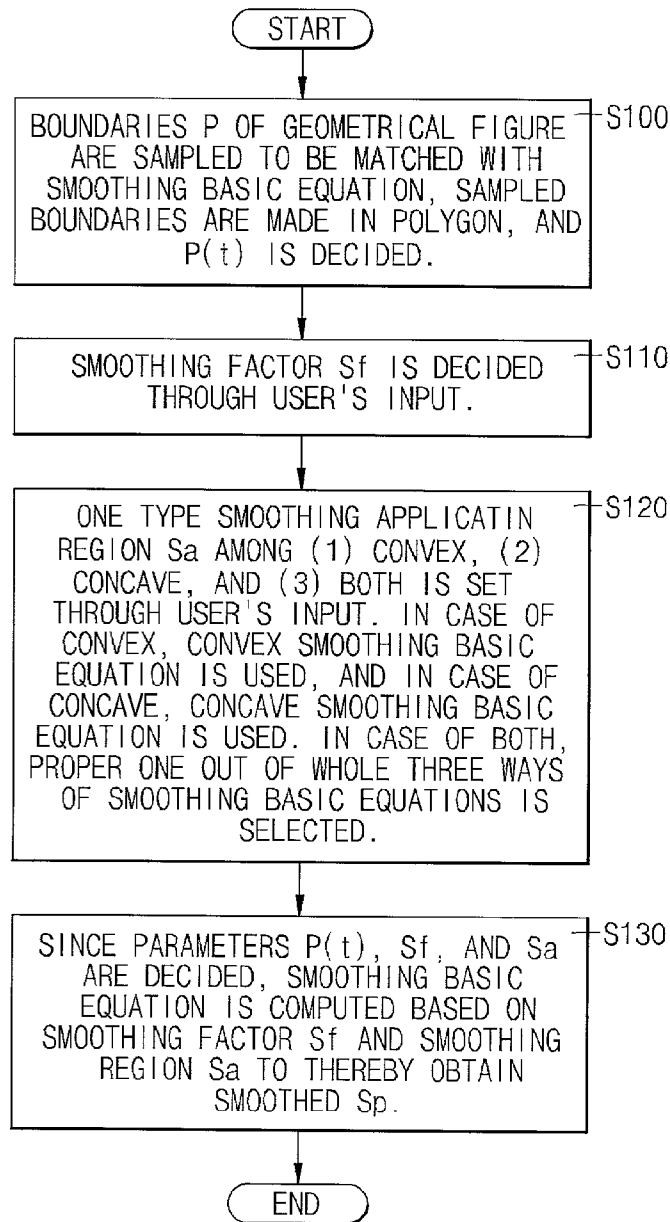 START
S100
BOUNDARIES P OF GEOMETRICAL FIGURE
ARE SAMPLED TO BE MATCHED WITH
SMOOTHING BASIC EQUATION, SAMPLED
BOUNDARIES ARE MADE IN POLYGON, AND
P(t) IS DECIDED.
S110
SMOOTHING FACTOR Sf IS DECIDED
THROUGH USER'S INPUT.
S120
ONE TYPE SMOOTHING APPLICATIN
REGION Sa AMONG (1) CONVEX, (2)
CONCAVE, AND (3) BOTH IS SET
THROUGH USER'S INPUT. IN CASE OF
CONVEX, CONVEX SMOOTHING BASIC
EQUATION IS USED, AND IN CASE OF
CONCAVE, CONCAVE SMOOTHING BASIC
EQUATION IS USED. IN CASE OF BOTH,
PROPER ONE OUT OF WHOLE THREE WAYS
OF SMOOTHING BASIC EQUATIONS IS
SELECTED.
S130
SINCE PARAMETERS P(t), Sf, AND Sa
ARE DECIDED, SMOOTHING BASIC
EQUATION IS COMPUTED BASED ON
SMOOTHING FACTOR Sf AND SMOOTHING
REGION Sa TO THEREBY OBTAIN
SMOOTHED Sp.
END